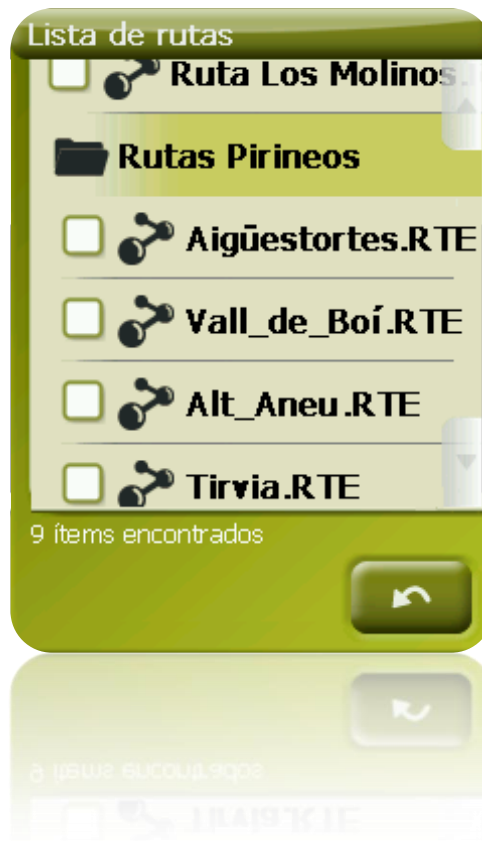 Lista de rutas
Ruta Los Molinos.
Rutas Pirineos
Aigüestortes.RTE
Vall_de_Boí.RTE
Alt_Aneu.RTE
Tirvia.RTE
9 ítems encontrados